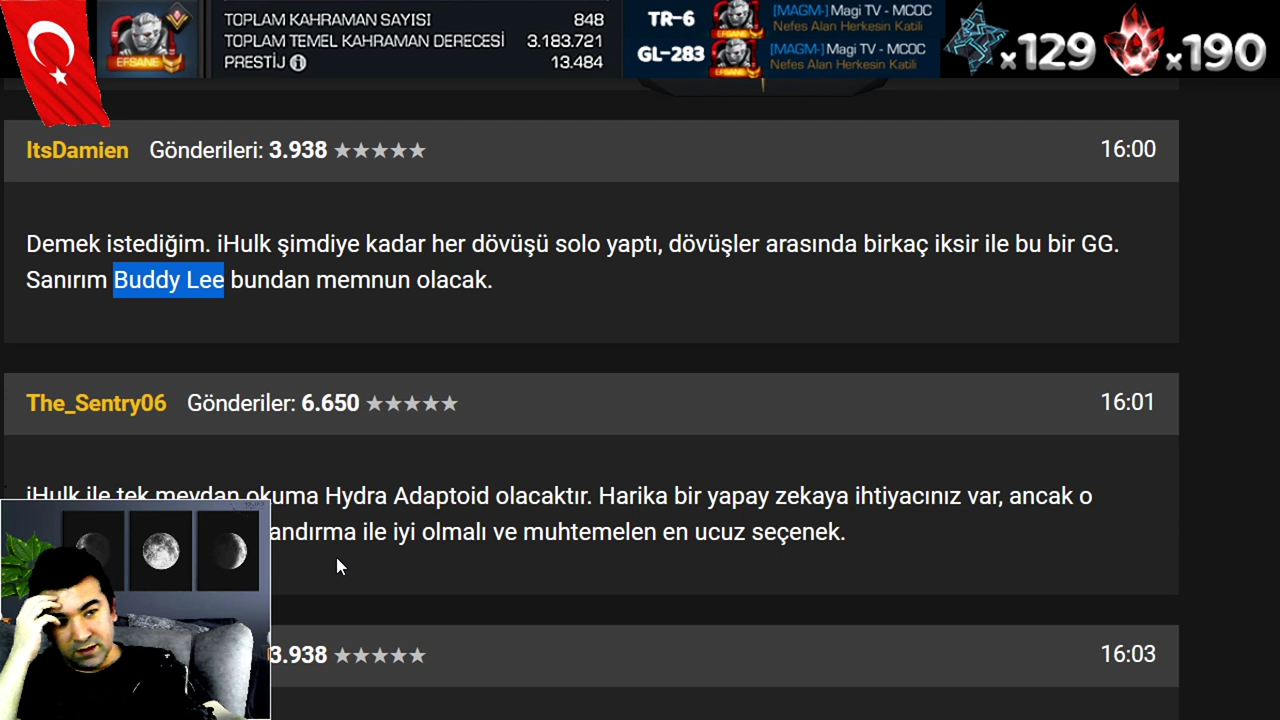 TOPLAM KAHRAMAN SAYISI 848
TOPLAM TEMEL KAHRAMAN DERECESİ 3.183.721
PRESTİJ 13.484
EFSANE
TR-6 [MAGM-] Magi TV - MCOC
Nefes Alan Herkesin Katili
EFSANE
GL-283 [MAGM-] Magi TV - MCOC
Nefes Alan Herkesin Katili
EFSANE
x129 x190
ItsDamien Gönderileri: 3.938 ★★★★★ 16:00
Demek istediğim. iHulk şimdiye kadar her dövüşü solo yaptı, dövüşler arasında birkaç iksir ile bu bir GG.
Sanırım Buddy Lee bundan memnun olacak.
The_Sentry06 Gönderiler: 6.650 ★★★★★ 16:01
iHulk ile tek meydan okuma Hydra Adaptoid olacaktır. Harika bir yapay zekaya ihtiyacınız var, ancak o
andırma ile iyi olmalı ve muhtemelen en ucuz seçenek.
3.938 ★★★★★ 16:03